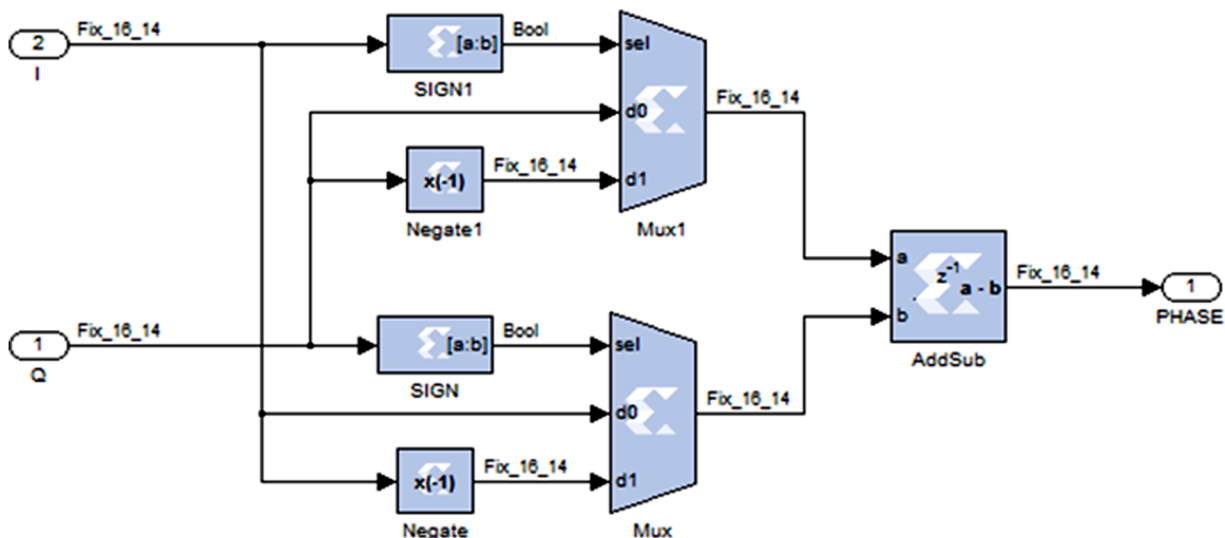 Fix_16_14
2
I
[a:b]
SIGN1
Bool
sel
d0
d1
Mux1
Fix_16_14
x(-1)
Negate1
Fix_16_14
Fix_16_14
1
Q
[a:b]
SIGN
Bool
sel
d0
d1
Mux
Fix_16_14
x(-1)
Negate
Fix_16_14
a
b
z-1
a - b
AddSub
Fix_16_14
1
PHASE